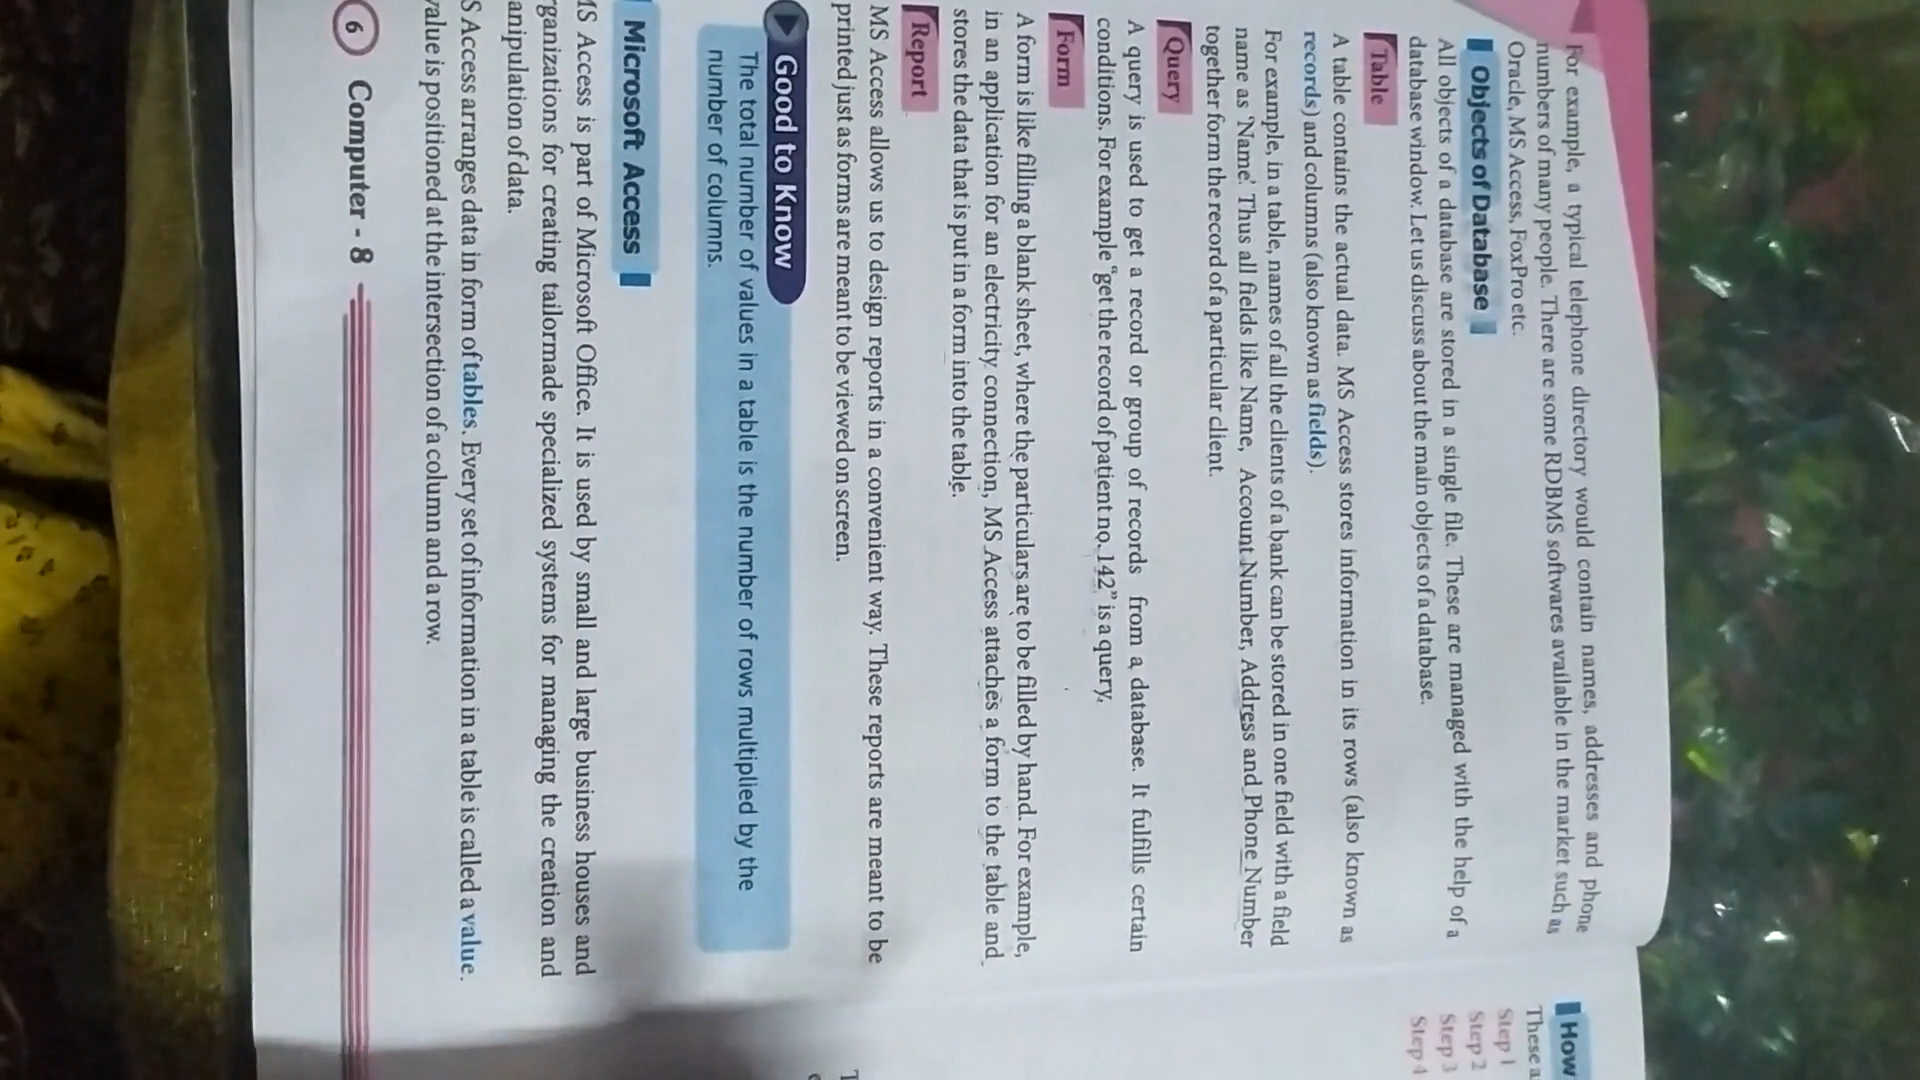 For example, a typical telephone directory would contain names, addresses and phone
numbers of many people. There are some RDBMS softwares available in the market such as
Oracle, MS Access, FoxPro etc.
Objects of Database
All objects of a database are stored in a single file. These are managed with the help of a
database window. Let us discuss about the main objects of a database.
Table
A table contains the actual data. MS Access stores information in its rows (also known as
records) and columns (also known as fields).
For example, in a table, names of all the clients of a bank can be stored in one field with a field
name as 'Name'. Thus all fields like Name, Account Number, Address and Phone Number
together form the record of a particular client.
Query
A query is used to get a record or group of records from a database. It fulfills certain
conditions. For example "get the record of patient no. 142" is a query.
Form
A form is like filling a blank sheet, where the particulars are to be filled by hand. For example,
in an application for an electricity connection, MS Access attaches a form to the table and
stores the data that is put in a form into the table.
Report
MS Access allows us to design reports in a convenient way. These reports are meant to be
printed just as forms are meant to be viewed on screen.
Good to Know
The total number of values in a table is the number of rows multiplied by the
number of columns.
Microsoft Access
MS Access is part of Microsoft Office. It is used by small and large business houses and
rganizations for creating tailormade specialized systems for managing the creation and
anipulation of data.
S Access arranges data in form of tables. Every set of information in a table is called a value.
value is positioned at the intersection of a column and a row.
6 Computer - 8
How
These a
Step 1
Step 2
Step 3
Step 4